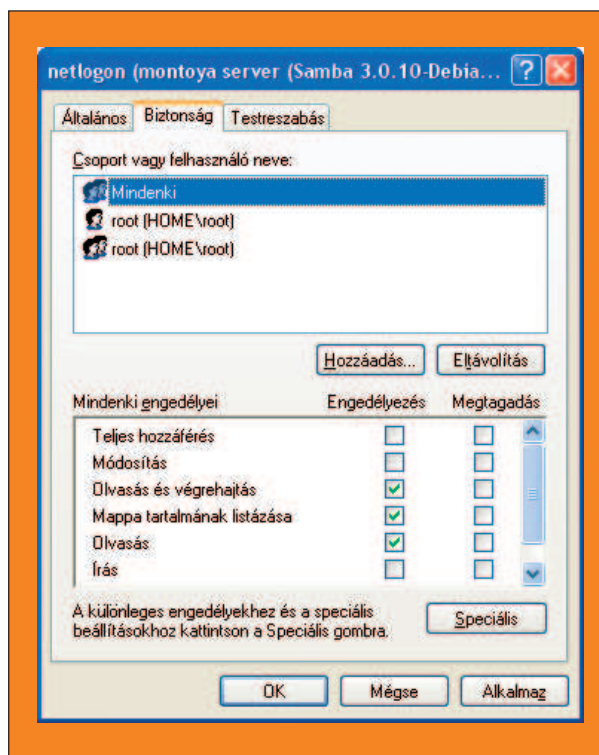 netlogon (montoya server (Samba 3.0.10-Debia...
Általános Biztonság Testreszabás
Csoport vagy felhasználó neve:
Mindenki
root (HOME\root)
root (HOME\root)
Hozzáadás... Eltávolítás
Mindenki engedélyei Engedélyezés Megtagadás
Teljes hozzáférés
Módosítás
Olvasás és végrehajtás
Mappa tartalmának listázása
Olvasás
Írás
A különleges engedélyekhez és a speciális
beállításokhoz kattintson a Speciális gombra.
Speciális
OK Mégse Alkalmaz